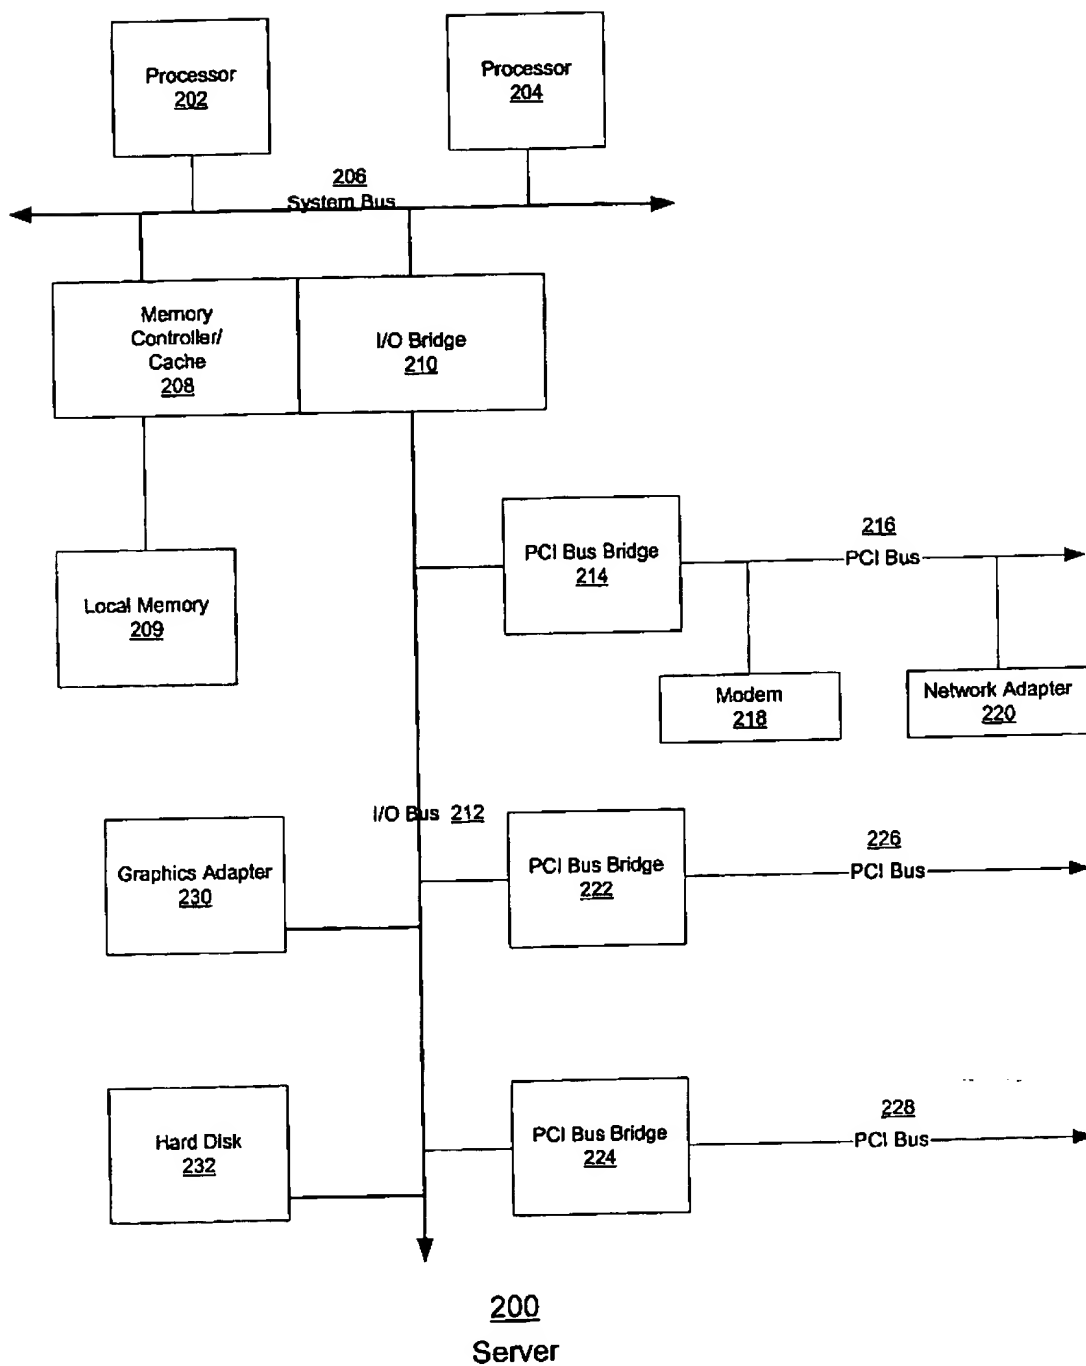 Processor
202
Processor
204
206
System Bus
Memory
Controller/
Cache
208
I/O Bridge
210
PCI Bus Bridge
214
216
PCI Bus
Local Memory
209
Modem
218
Network Adapter
220
I/O Bus 212
Graphics Adapter
230
PCI Bus Bridge
222
226
PCI Bus
Hard Disk
232
PCI Bus Bridge
224
228
PCI Bus
200
Server